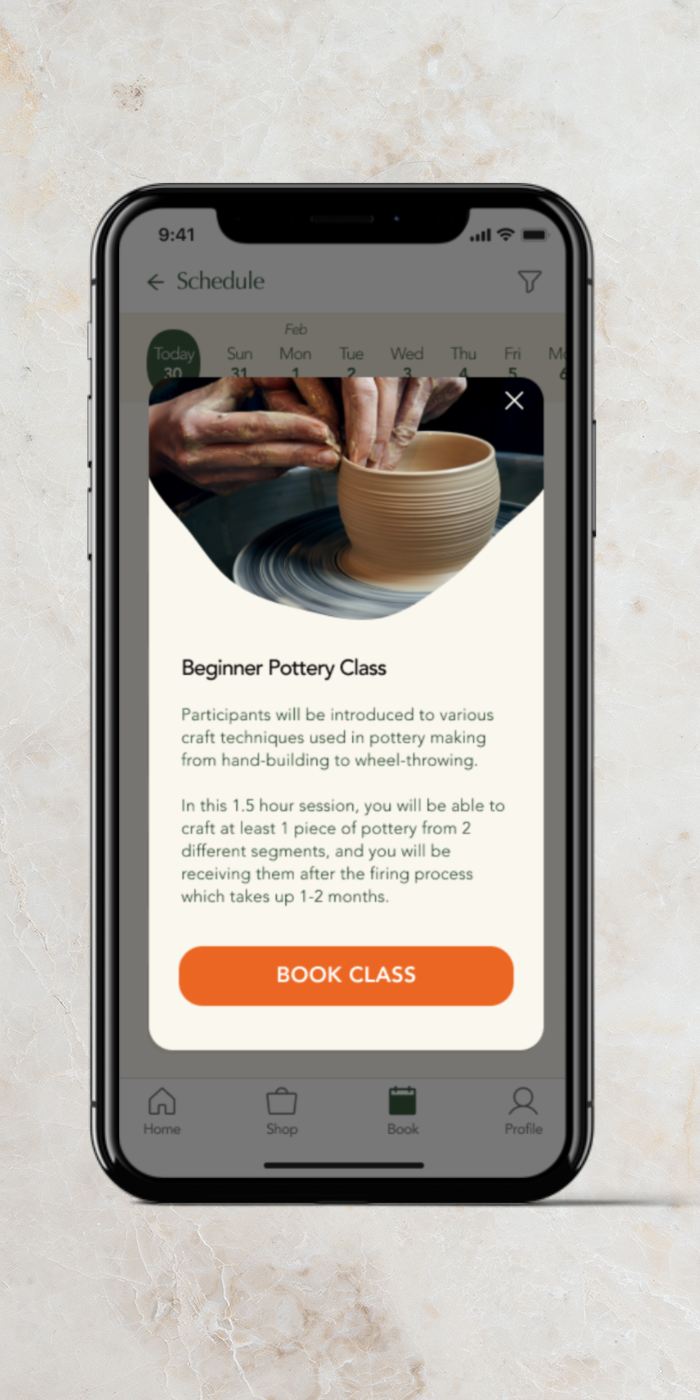 9:41
Schedule
Feb
Today Sun Mon Tue Wed Thu Fri
30 31 1 2 3 4 5 6
Beginner Pottery Class
Participants will be introduced to various
craft techniques used in pottery making
from hand-building to wheel-throwing.
In this 1.5 hour session, you will be able to
craft at least 1 piece of pottery from 2
different segments, and you will be
receiving them after the firing process
which takes up 1-2 months.
BOOK CLASS
Home Shop Book Profile